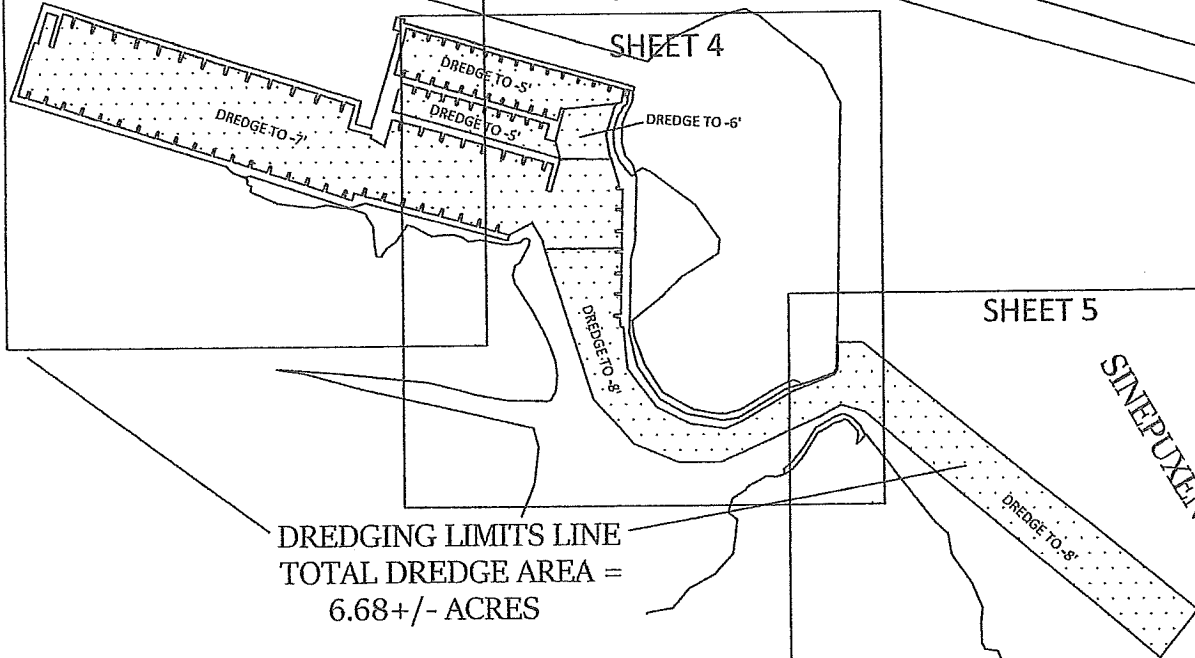 SHEET 4
DREDGE TO -5'
DREDGE TO -5'
DREDGE TO -6'
DREDGE TO -7'
SHEET 5
DREDGE TO -8'
SINEPUXEN
DREDGE TO -8'
DREDGING LIMITS LINE
TOTAL DREDGE AREA =
6.68+/- ACRES